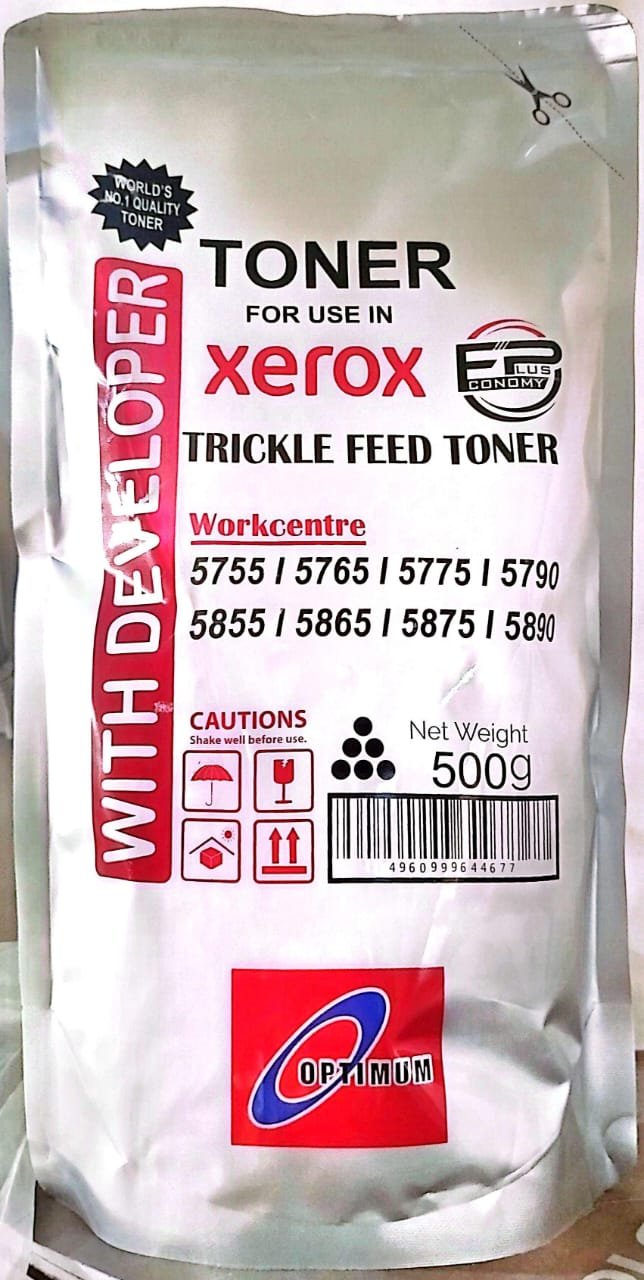 WORLD'S
NO.1 QUALITY
TONER
TONER
FOR USE IN
xerox
E PLUS
CONOMY
TRICKLE FEED TONER
WITH DEVELOPER
Workcentre
5755 / 5765 / 5775 / 5790
5855 / 5865 / 5875 / 5890
CAUTIONS
Shake well before use.
Net Weight
500g
4960999644677
OPTIMUM